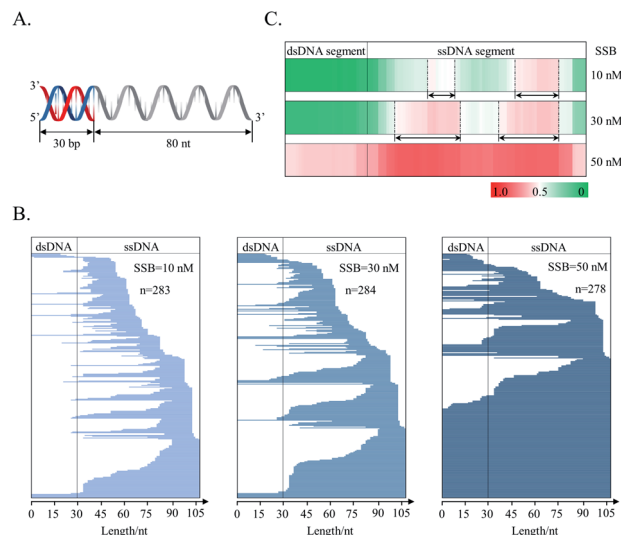 A.
3’
5’
3’
30 bp
80 nt
C.
dsDNA segment
ssDNA segment
SSB
10 nM
30 nM
50 nM
1.0
0.5
0
B.
dsDNA
ssDNA
SSB=10 nM
n=283
0
15
30
45
60
75
90
105
Length/nt
dsDNA
ssDNA
SSB=30 nM
n=284
0
15
30
45
60
75
90
105
Length/nt
dsDNA
ssDNA
SSB=50 nM
n=278
0
15
30
45
60
75
90
105
Length/nt